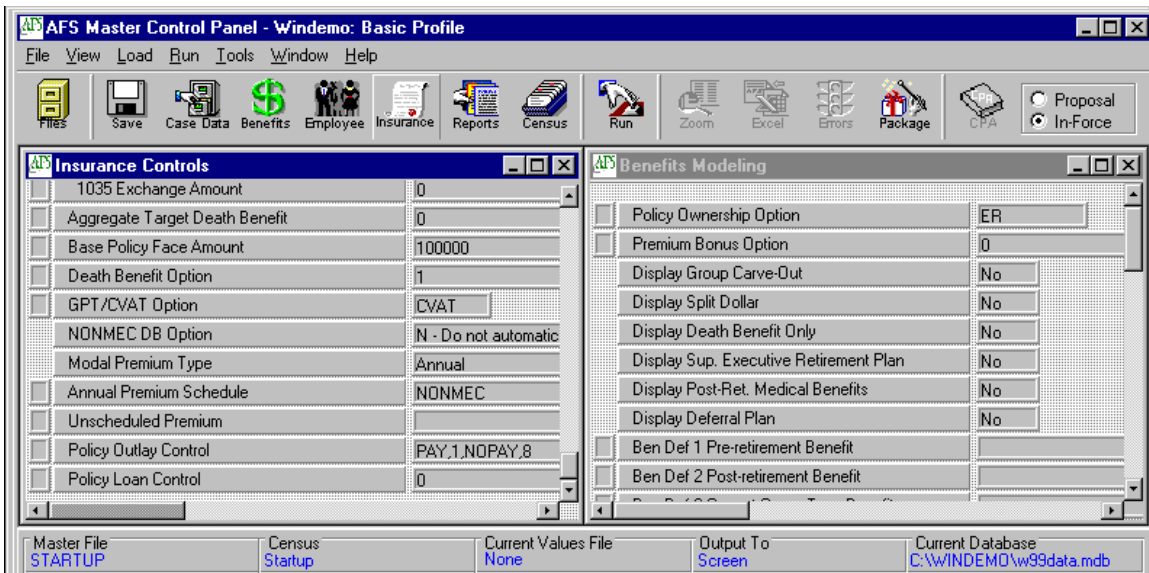 AFS AFS Master Control Panel - Windemo: Basic Profile
File View Load Run Tools Window Help
Files Save Case Data Benefits Employee Insurance Reports Census Run Zoom Excel Errors Package CPA
Proposal
In-Force
AFS Insurance Controls
1035 Exchange Amount 0
Aggregate Target Death Benefit 0
Base Policy Face Amount 100000
Death Benefit Option 1
GPT/CVAT Option CVAT
NONMEC DB Option N - Do not automatic
Modal Premium Type Annual
Annual Premium Schedule NONMEC
Unscheduled Premium
Policy Outlay Control PAY,1,NOPAY,8
Policy Loan Control 0
AFS Benefits Modeling
Policy Ownership Option ER
Premium Bonus Option 0
Display Group Carve-Out No
Display Split Dollar No
Display Death Benefit Only No
Display Sup. Executive Retirement Plan No
Display Post-Ret. Medical Benefits No
Display Deferral Plan No
Ben Def 1 Pre-retirement Benefit
Ben Def 2 Post-retirement Benefit
Master File Census Current Values File Output To Current Database
STARTUP Startup None Screen C:\WINDEMO\w99data.mdb